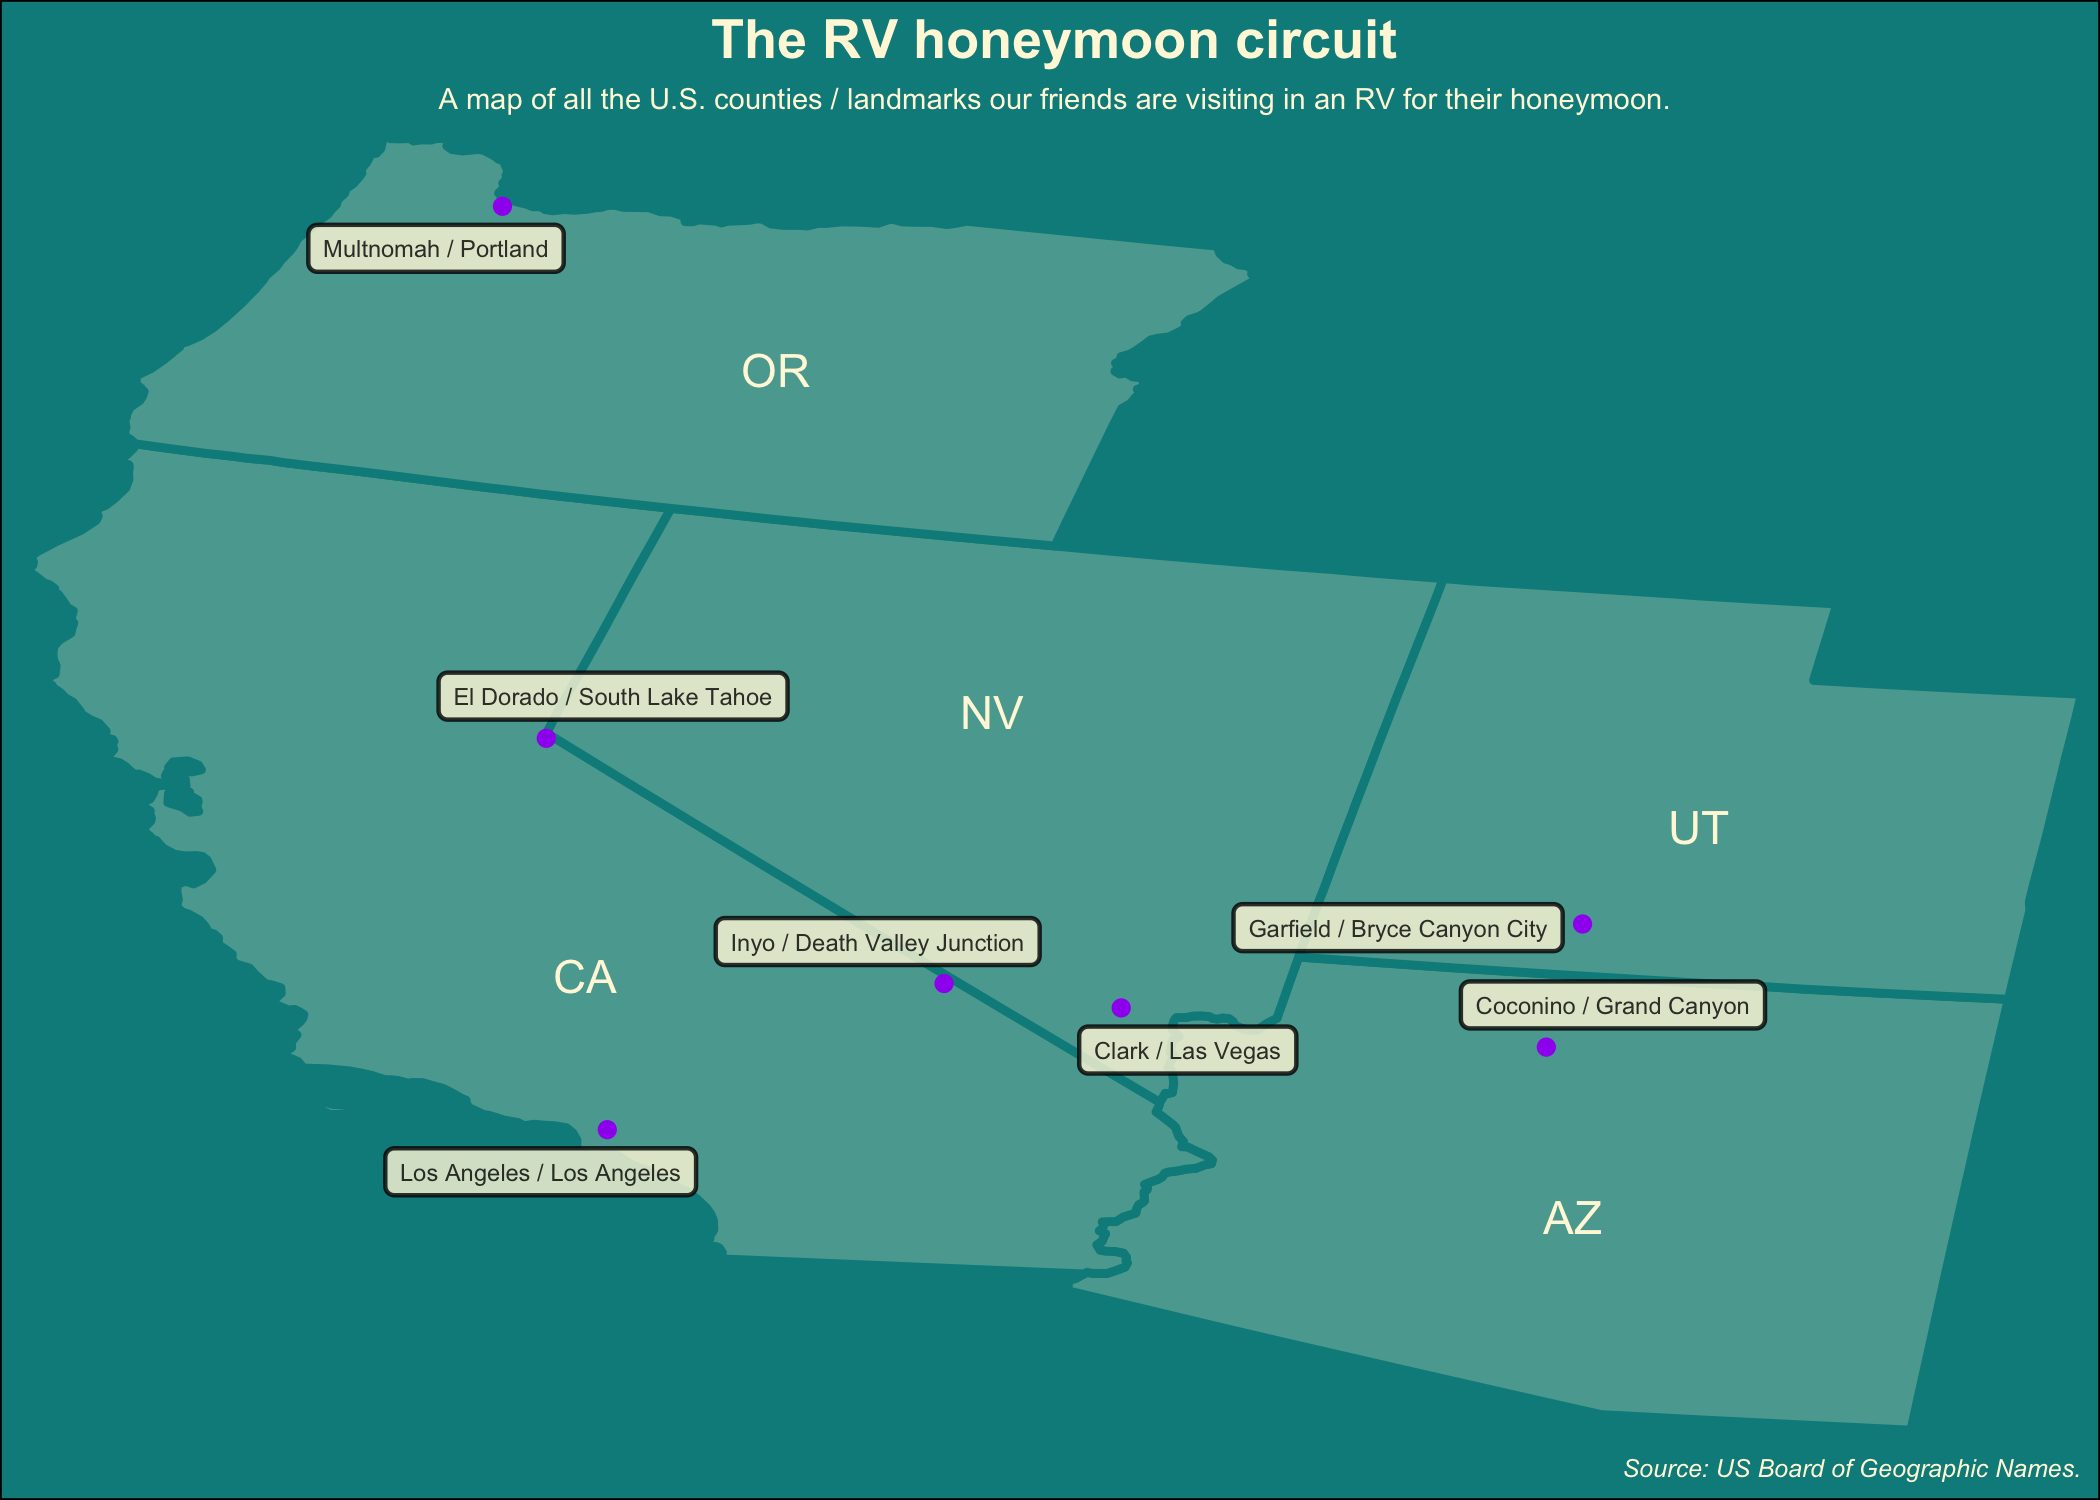 The RV honeymoon circuit
A map of all the U.S. counties / landmarks our friends are visiting in an RV for their honeymoon.
Multnomah / Portland
OR
El Dorado / South Lake Tahoe
NV
UT
Garfield / Bryce Canyon City
Inyo / Death Valley Junction
CA
Coconino / Grand Canyon
Clark / Las Vegas
Los Angeles / Los Angeles
AZ
Source: US Board of Geographic Names.